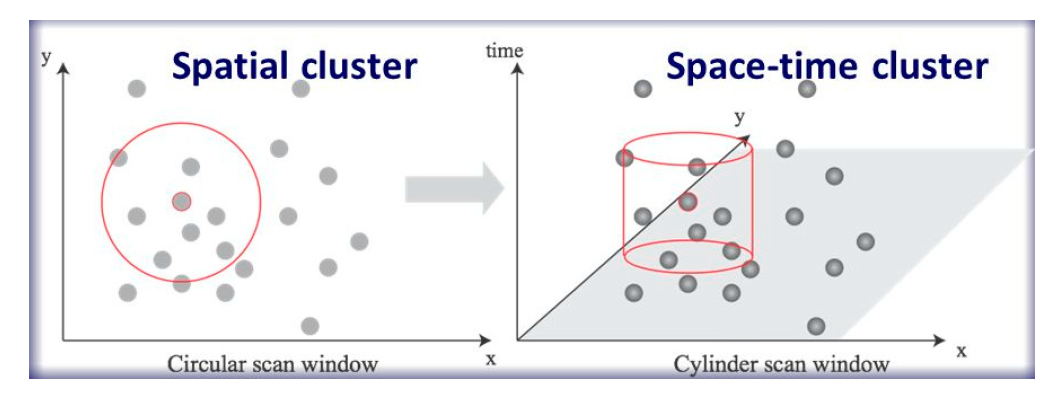 Spatial cluster
y
x
Circular scan window
Space-time cluster
time
y
x
Cylinder scan window